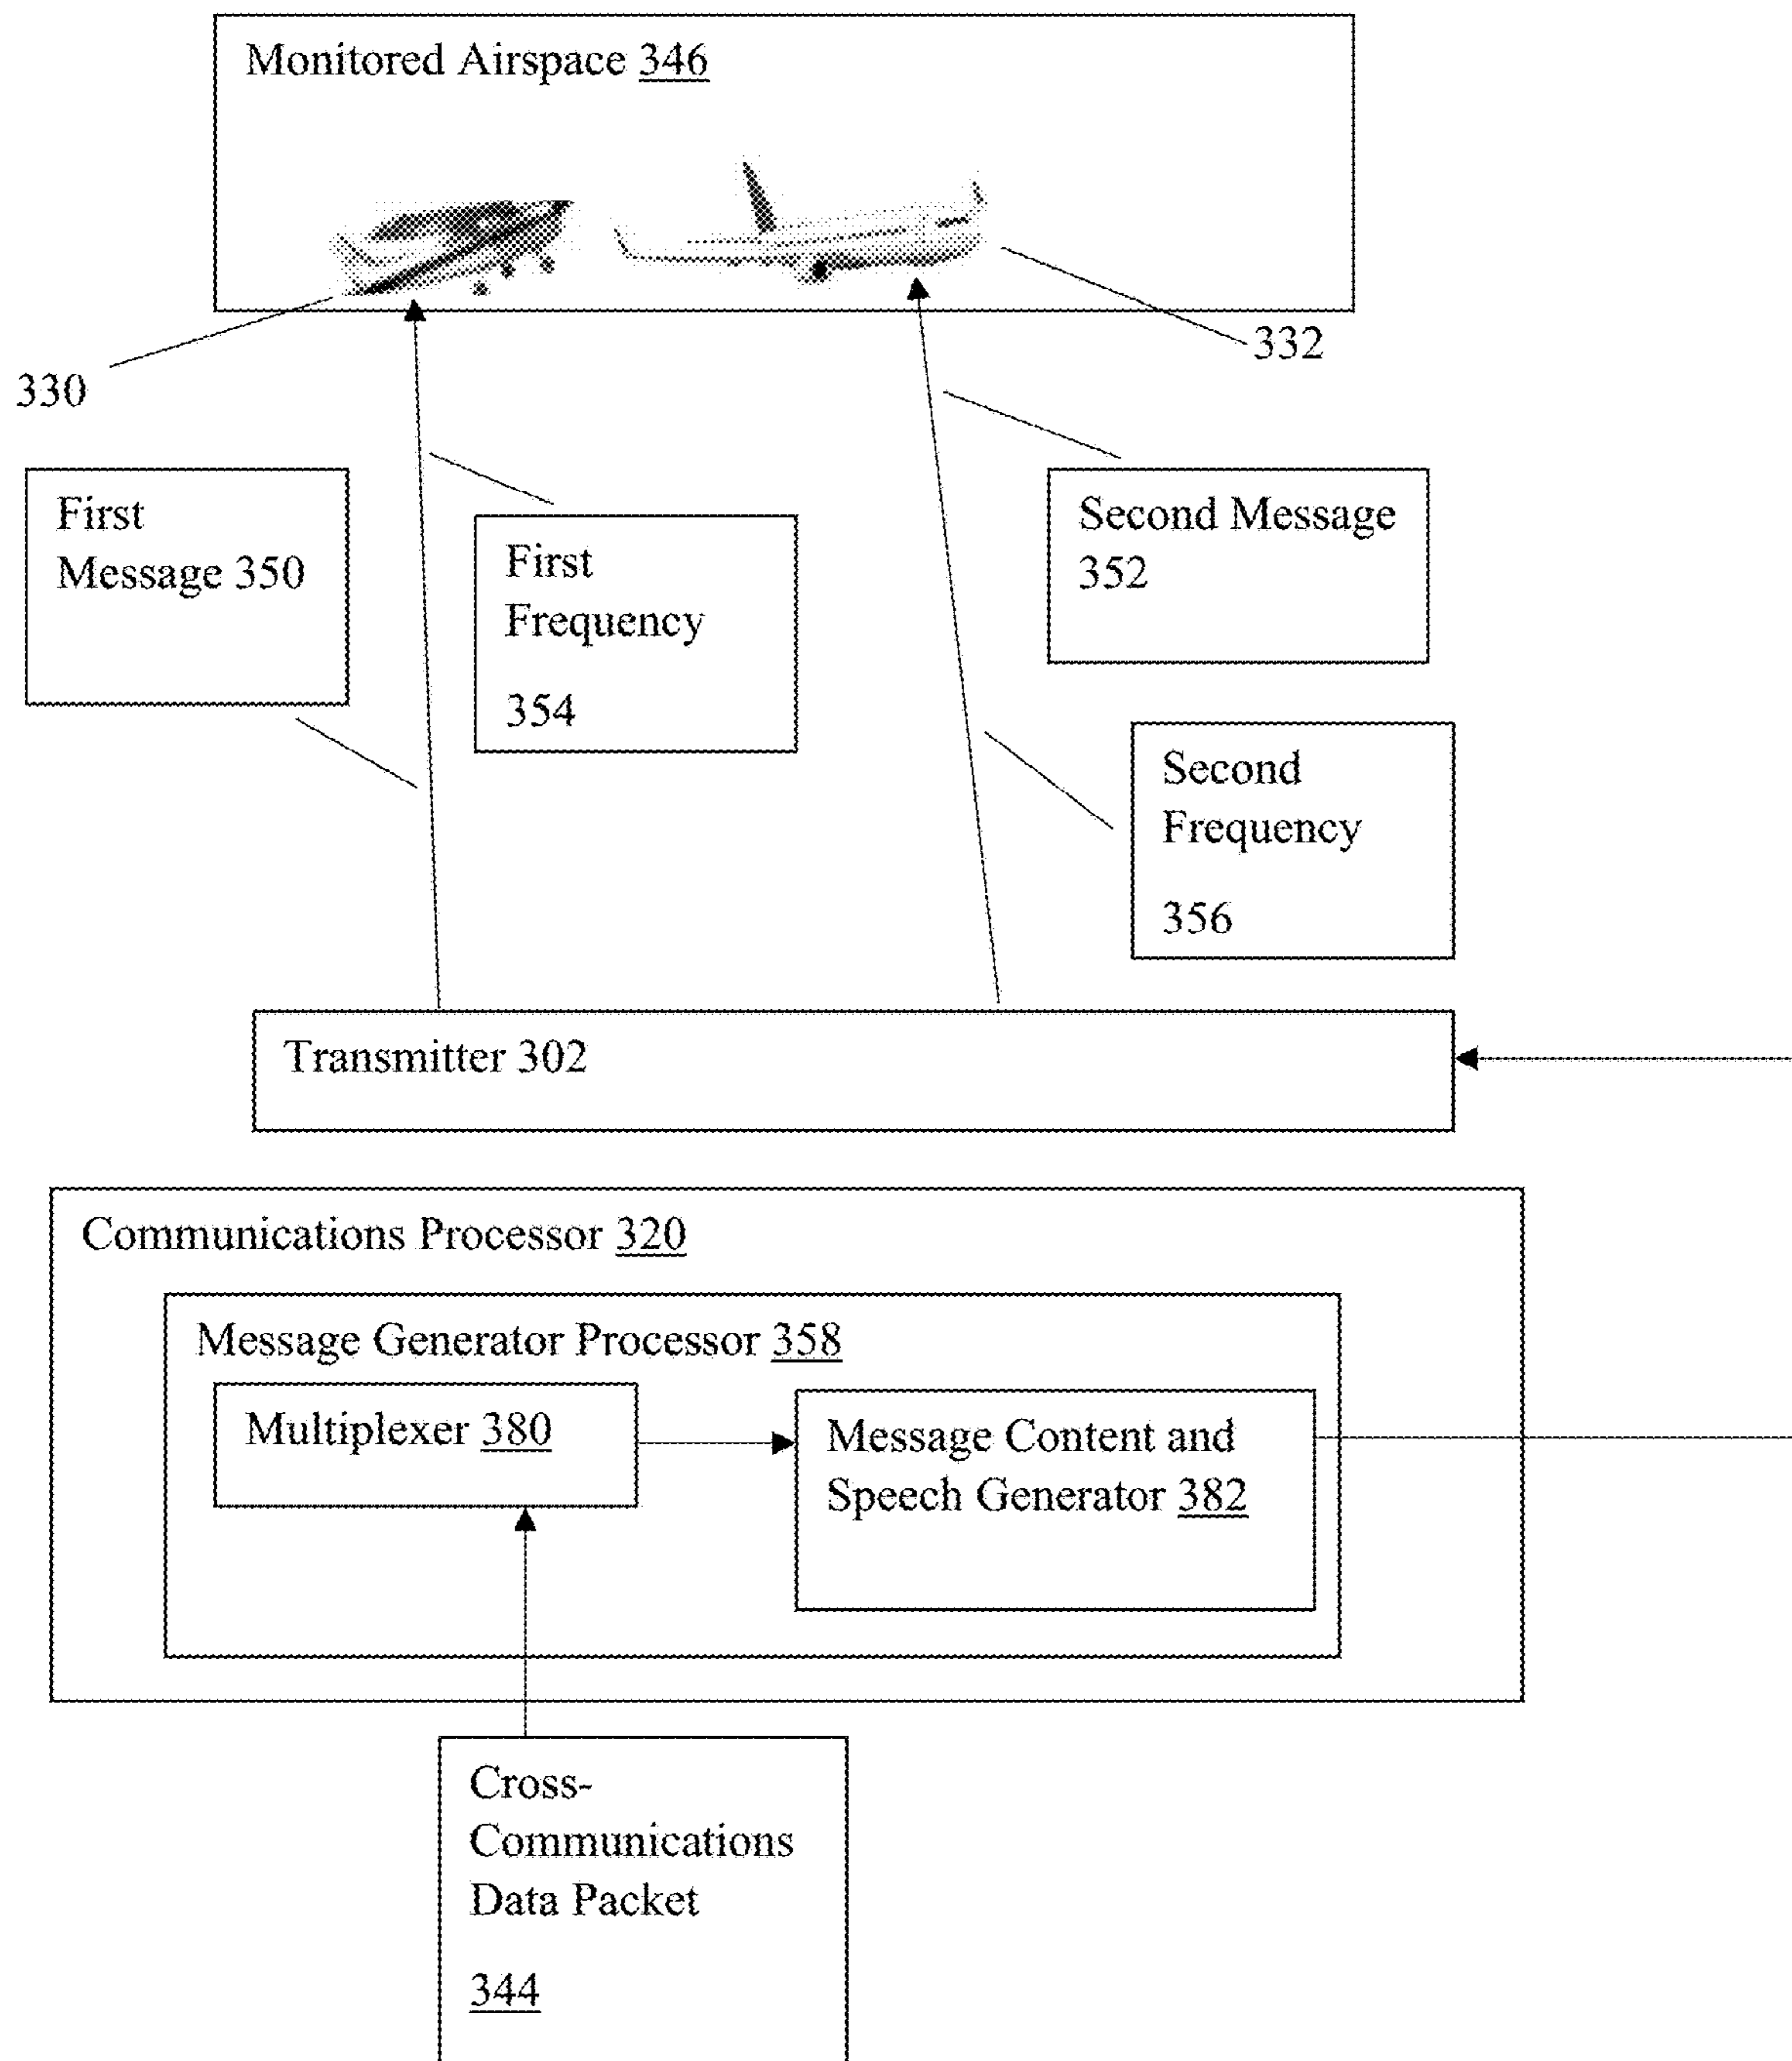 Monitored Airspace 346
332
330
First
Message 350
First
Frequency
354
Second Message
352
Second
Frequency
356
Transmitter 302
Communications Processor 320
Message Generator Processor 358
Multiplexer 380
Message Content and
Speech Generator 382
Cross-
Communications
Data Packet
344